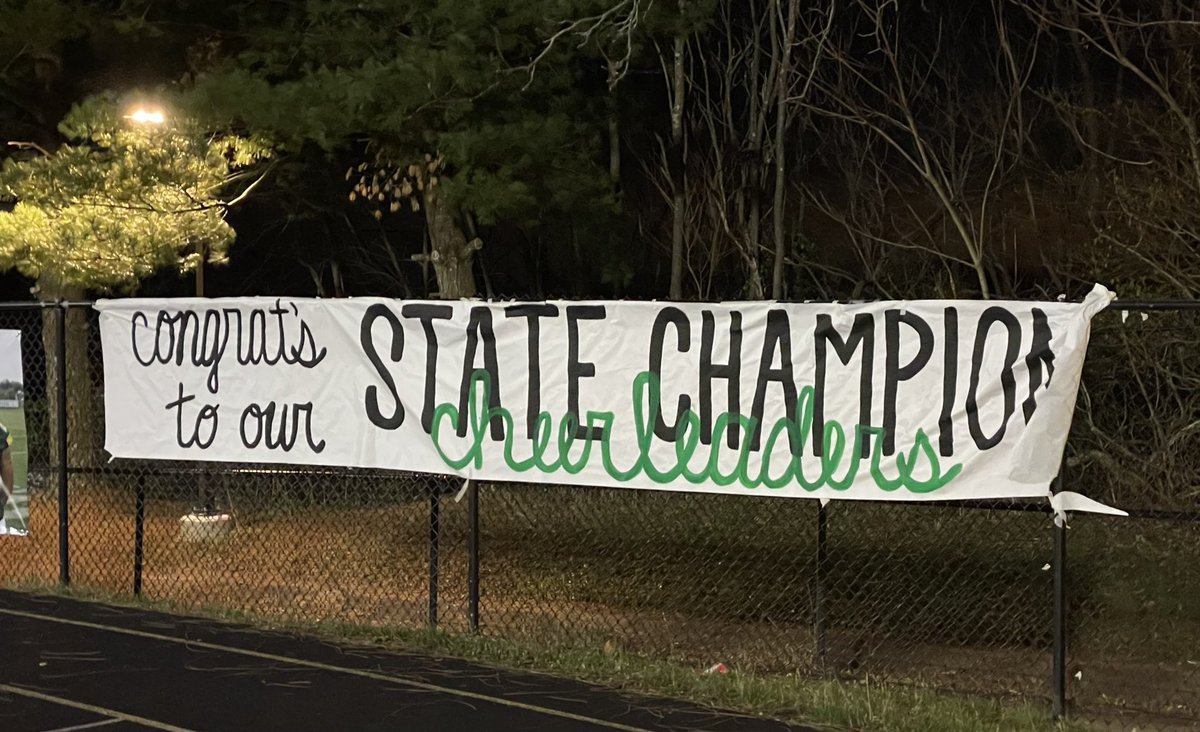 congrat's
to our
STATE CHAMPION
cheerleaders